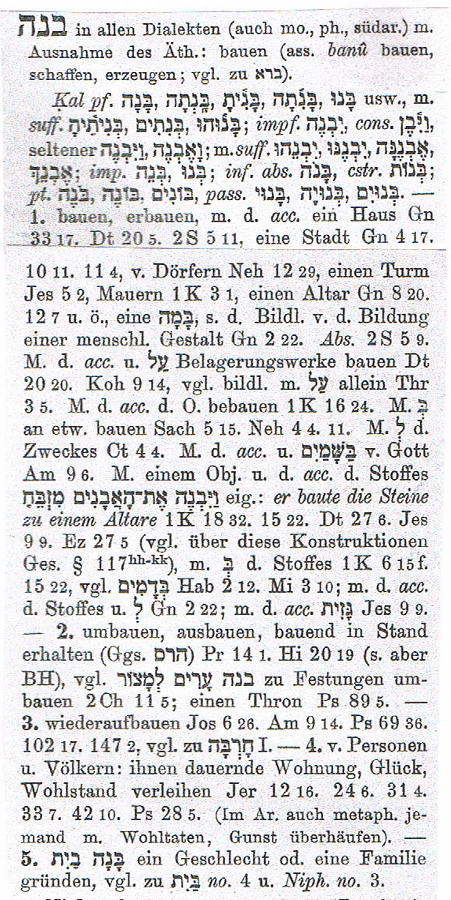 בנה in allen Dialekten (auch mo., ph., südar.) m.
Ausnahme des Äth.: bauen (ass. banû bauen,
schaffen, erzeugen; vgl. zu ברא).
Kal pf. בָּנָה, בָּֽנְתָה, בָּנִיתָ, בָּנִתָה, בָּנוּ usw., m.
suff. בְּנִיתִיהָ, בְּנִתִים, בָּנוּהוּ; impf. יִבְנֶה, cons. וַיִּבֶן,
seltener וַיִּבְנֶה, וָאֶבְנֶה; m. suff. יִבְנֵהוּ, יִבְנֶנּוּ, אֶבְנֶנָּה,
אֶבְנֵךְ; imp. בְּנֵה, בְּנוּ; inf. abs. בָּנֹה, cstr. בְּנוֹת;
pt. בֹּנֶה, בּוֹנֶה, בּוֹנִים, pass. בָּנוּי, בְּנוּיָה, בְּנוּיִם. —
1. bauen, erbauen, m. d. acc. ein Haus Gn
33 17. Dt 20 5. 2S 5 11, eine Stadt Gn 4 17.
10 11. 11 4, v. Dörfern Neh 12 29, einen Turm
Jes 5 2, Mauern 1K 3 1, einen Altar Gn 8 20.
12 7 u. ö., eine בָּמָה, s. d. Bildl. v. d. Bildung
einer menschl. Gestalt Gn 2 22. Abs. 2S 5 9.
M. d. acc. u. עַל Belagerungswerke bauen Dt
20 20. Koh 9 14, vgl. bildl. m. עַל allein Thr
3 5. M. d. acc. d. O. bebauen 1K 16 24. M. בְּ
an etw. bauen Sach 5 15. Neh 4 4. 11. M. לְ d.
Zweckes Ct 4 4. M. d. acc. u. בַּשָּׁמַיִם v. Gott
Am 9 6. M. einem Obj. u. d. acc. d. Stoffes
וַיִּבְנֶה אֶת־הָאֲבָנִים מִזְבֵּחַ eig.: er baute die Steine
zu einem Altare 1K 18 32. 15 22. Dt 27 6. Jes
9 9. Ez 27 5 (vgl. über diese Konstruktionen
Ges. § 117hh-kk), m. בְּ d. Stoffes 1K 6 15f.
15 22, vgl. בְּדָמִים Hab 2 12. Mi 3 10; m. d. acc.
d. Stoffes u. לְ Gn 2 22; m. d. acc. גָּזִית Jes 9 9.
— 2. umbauen, ausbauen, bauend in Stand
erhalten (Ggs. הרס) Pr 14 1. Hi 20 19 (s. aber
BH), vgl. בנה עָרִים לְמָצוֹר zu Festungen um-
bauen 2Ch 11 5; einen Thron Ps 89 5. —
3. wiederaufbauen Jos 6 26. Am 9 14. Ps 69 36.
102 17. 147 2, vgl. zu חָרְבָּה I. — 4. v. Personen
u. Völkern: ihnen dauernde Wohnung, Glück,
Wohlstand verleihen Jer 12 16. 24 6. 31 4.
33 7. 42 10. Ps 28 5. (Im Ar. auch metaph. je-
mand m. Wohltaten, Gunst überhäufen). —
5. בָּנָה בַיִת ein Geschlecht od. eine Familie
gründen, vgl. zu בַּיִת no. 4 u. Niph. no. 3.